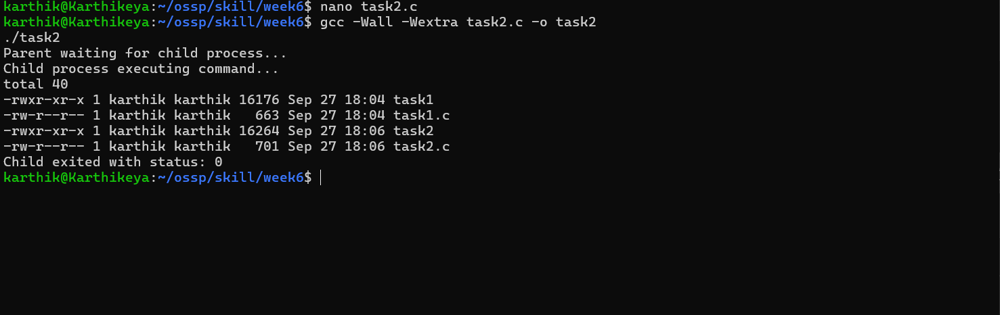 karthik@Karthikeya:~/ossp/skill/week6$ nano task2.c
karthik@Karthikeya:~/ossp/skill/week6$ gcc -Wall -Wextra task2.c -o task2
./task2
Parent waiting for child process...
Child process executing command...
total 40
-rwxr-xr-x 1 karthik karthik 16176 Sep 27 18:04 task1
-rw-r--r-- 1 karthik karthik   663 Sep 27 18:04 task1.c
-rwxr-xr-x 1 karthik karthik 16264 Sep 27 18:06 task2
-rw-r--r-- 1 karthik karthik   701 Sep 27 18:06 task2.c
Child exited with status: 0
karthik@Karthikeya:~/ossp/skill/week6$